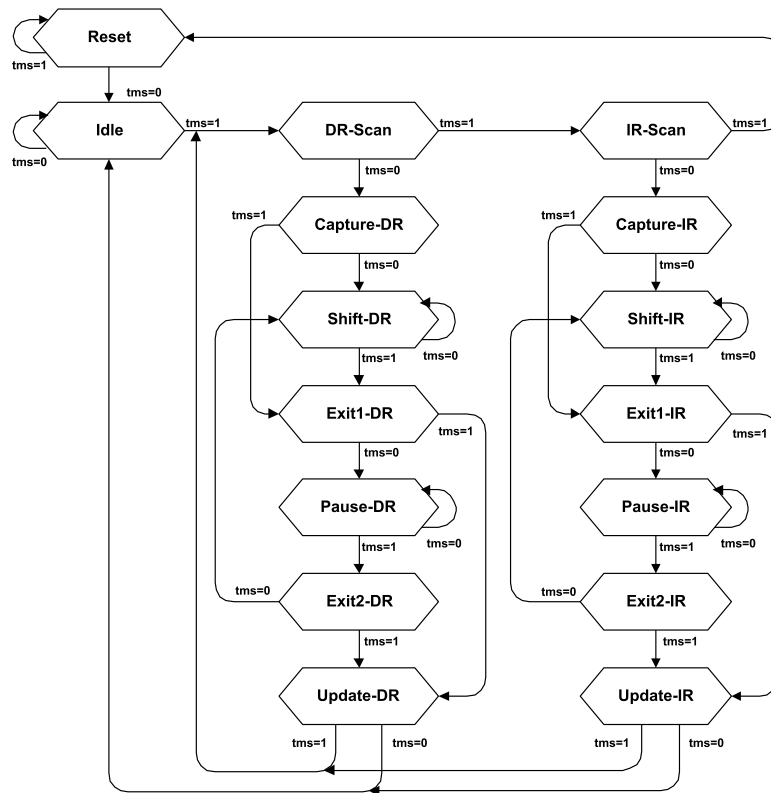 Reset
tms=1
tms=0
Idle
tms=1
DR-Scan
tms=1
IR-Scan
tms=1
tms=0
tms=0
tms=0
tms=1
Capture-DR
tms=1
Capture-IR
tms=0
tms=0
Shift-DR
Shift-IR
tms=1
tms=0
tms=1
tms=0
Exit1-DR
tms=1
Exit1-IR
tms=1
tms=0
tms=0
Pause-DR
Pause-IR
tms=1
tms=0
tms=1
tms=0
tms=0
Exit2-DR
tms=0
Exit2-IR
tms=1
tms=1
Update-DR
Update-IR
tms=1
tms=0
tms=1
tms=0